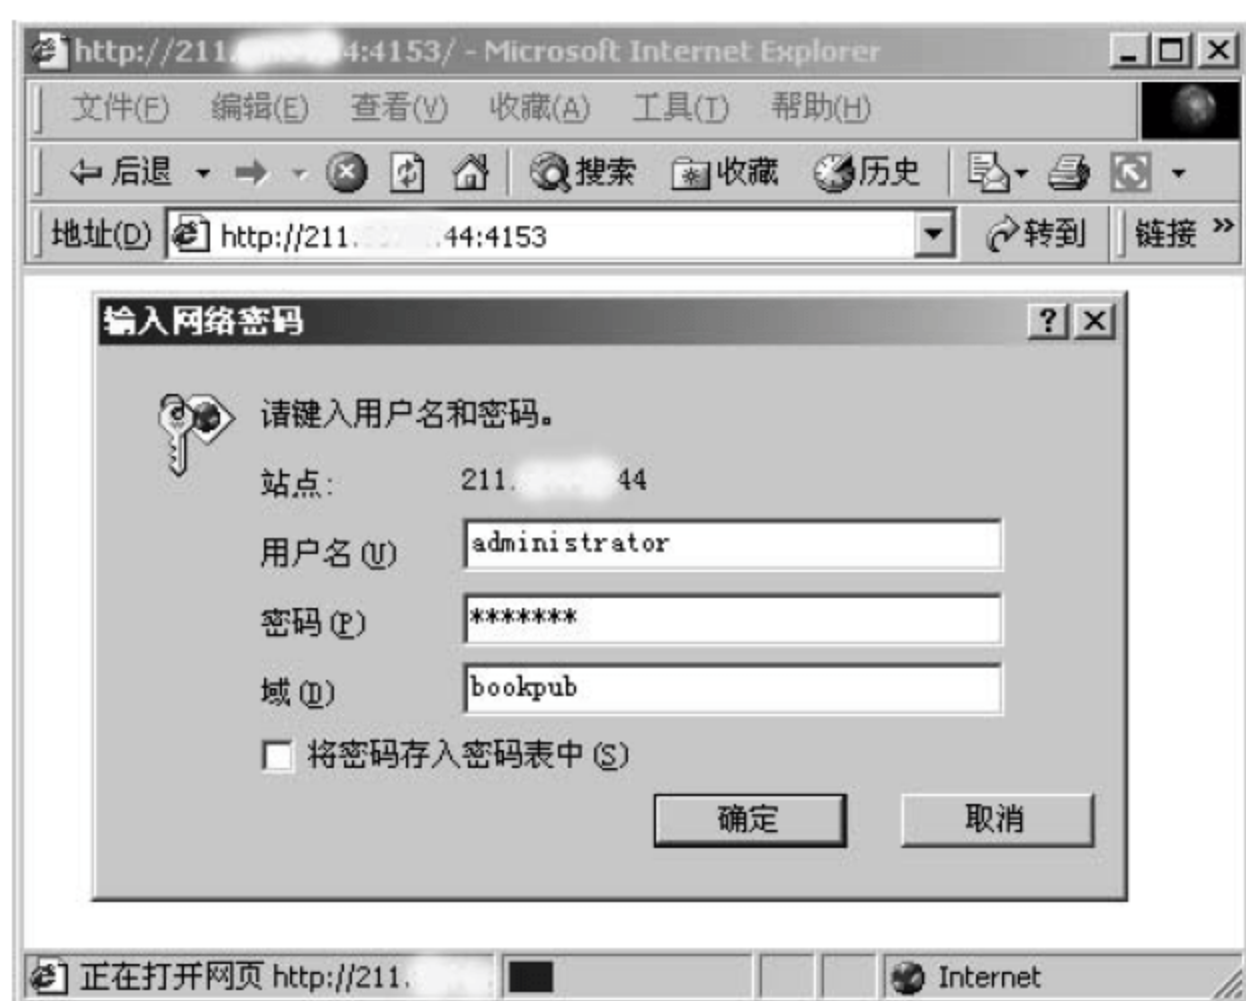 http://211. 4:4153/ - Microsoft Internet Explorer
文件(F) 编辑(E) 查看(V) 收藏(A) 工具(T) 帮助(H)
后退 搜索 收藏 历史
地址(D) http://211. .44:4153 转到 链接 »
输入网络密码
请键入用户名和密码。
站点: 211. 44
用户名(U) administrator
密码(P) *******
域(D) bookpub
将密码存入密码表中(S)
确定 取消
正在打开网页 http://211. Internet